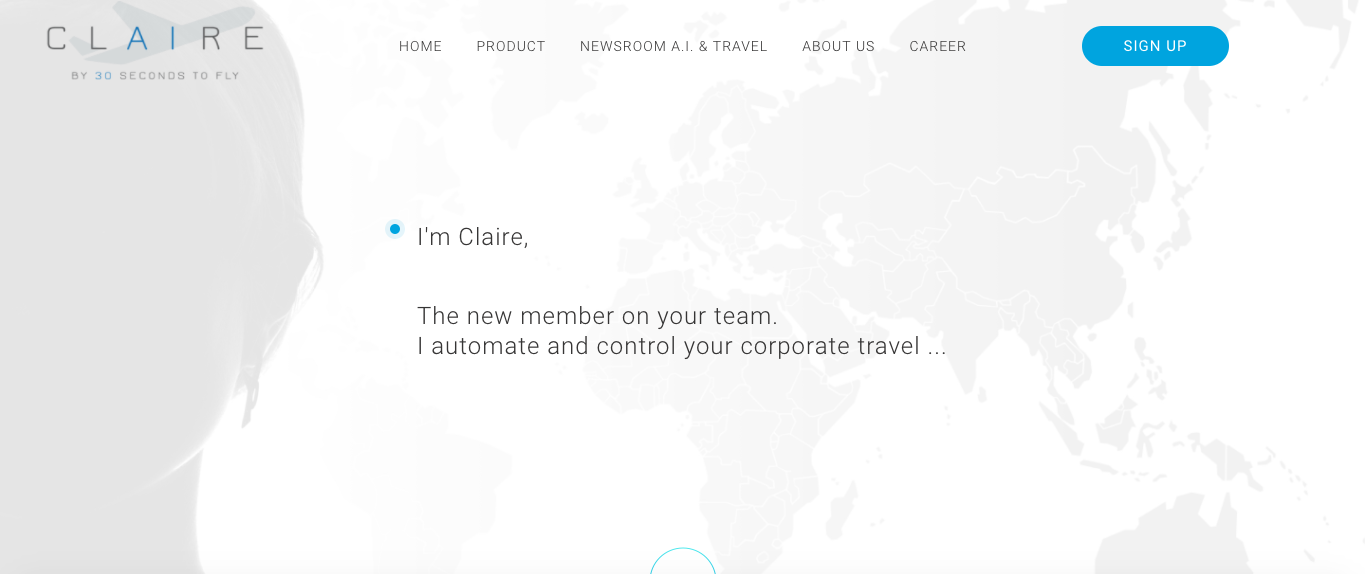 CLAIRE
BY 30 SECONDS TO FLY
HOME PRODUCT NEWSROOM A.I. & TRAVEL ABOUT US CAREER SIGN UP
I'm Claire,
The new member on your team.
I automate and control your corporate travel ...